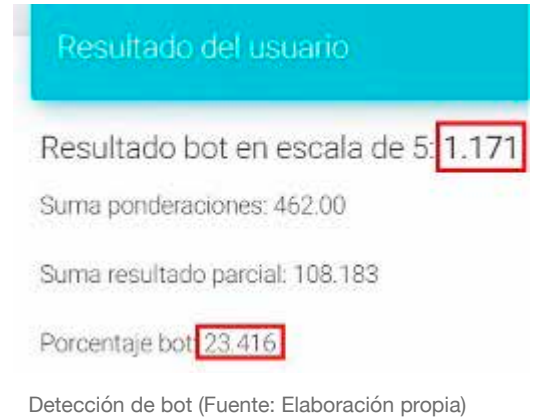 Resultado del usuario
Resultado bot en escala de 5: 1.171
Suma ponderaciones: 462.00
Suma resultado parcial: 108.183
Porcentaje bot: 23.416
Detección de bot (Fuente: Elaboración propia)